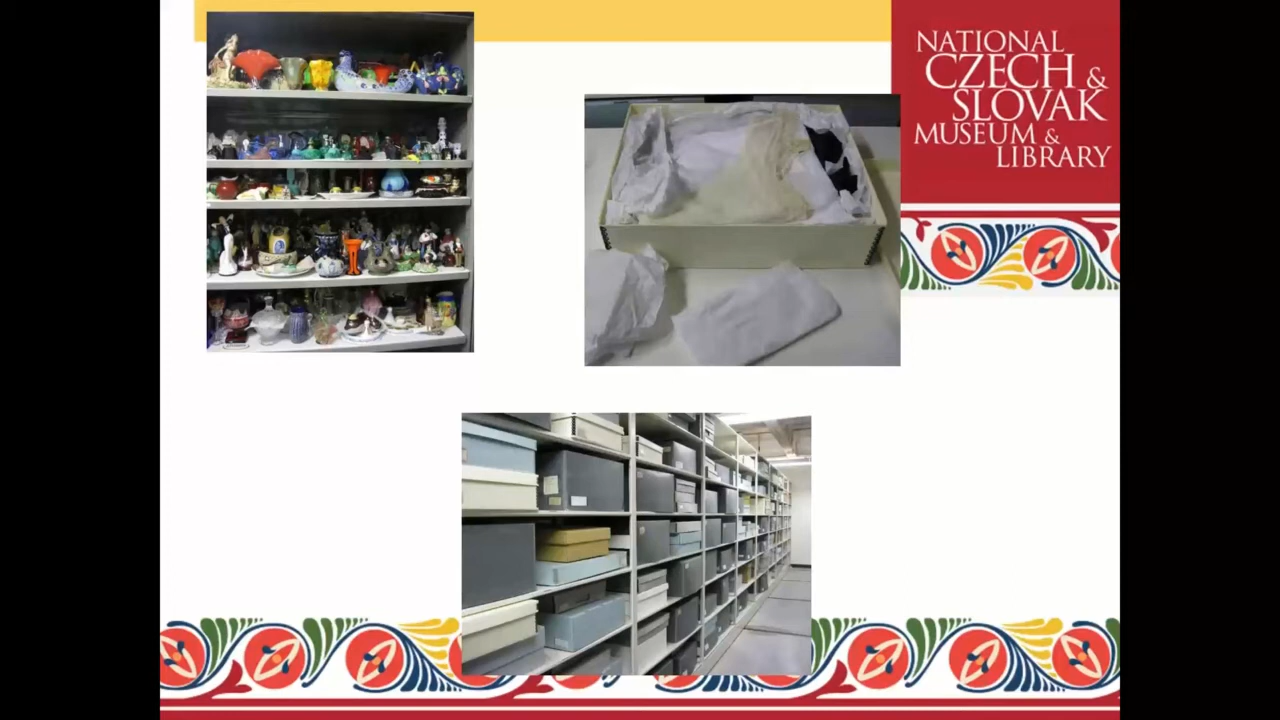 NATIONAL
CZECH &
SLOVAK
MUSEUM &
LIBRARY